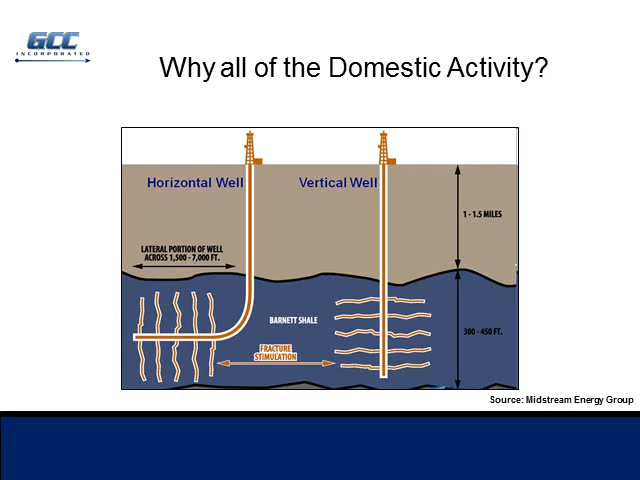 GCC
INCORPORATED
Why all of the Domestic Activity?
Horizontal Well
Vertical Well
1 - 1.5 MILES
LATERAL PORTION OF WELL
ACROSS 1,500 - 7,000 FT.
BARNETT SHALE
300 - 450 FT.
FRACTURE
STIMULATION
Source: Midstream Energy Group